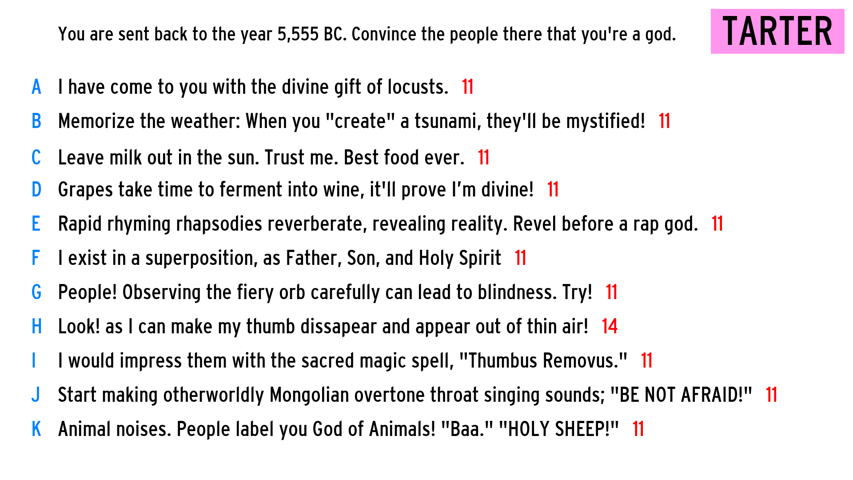 You are sent back to the year 5,555 BC. Convince the people there that you're a god.
TARTER
A I have come to you with the divine gift of locusts. 11
B Memorize the weather: When you "create" a tsunami, they'll be mystified! 11
C Leave milk out in the sun. Trust me. Best food ever. 11
D Grapes take time to ferment into wine, it'll prove I'm divine! 11
E Rapid rhyming rhapsodies reverberate, revealing reality. Revel before a rap god. 11
F I exist in a superposition, as Father, Son, and Holy Spirit 11
G People! Observing the fiery orb carefully can lead to blindness. Try! 11
H Look! as I can make my thumb dissapear and appear out of thin air! 14
I I would impress them with the sacred magic spell, "Thumbus Removus." 11
J Start making otherworldly Mongolian overtone throat singing sounds; "BE NOT AFRAID!" 11
K Animal noises. People label you God of Animals! "Baa." "HOLY SHEEP!" 11